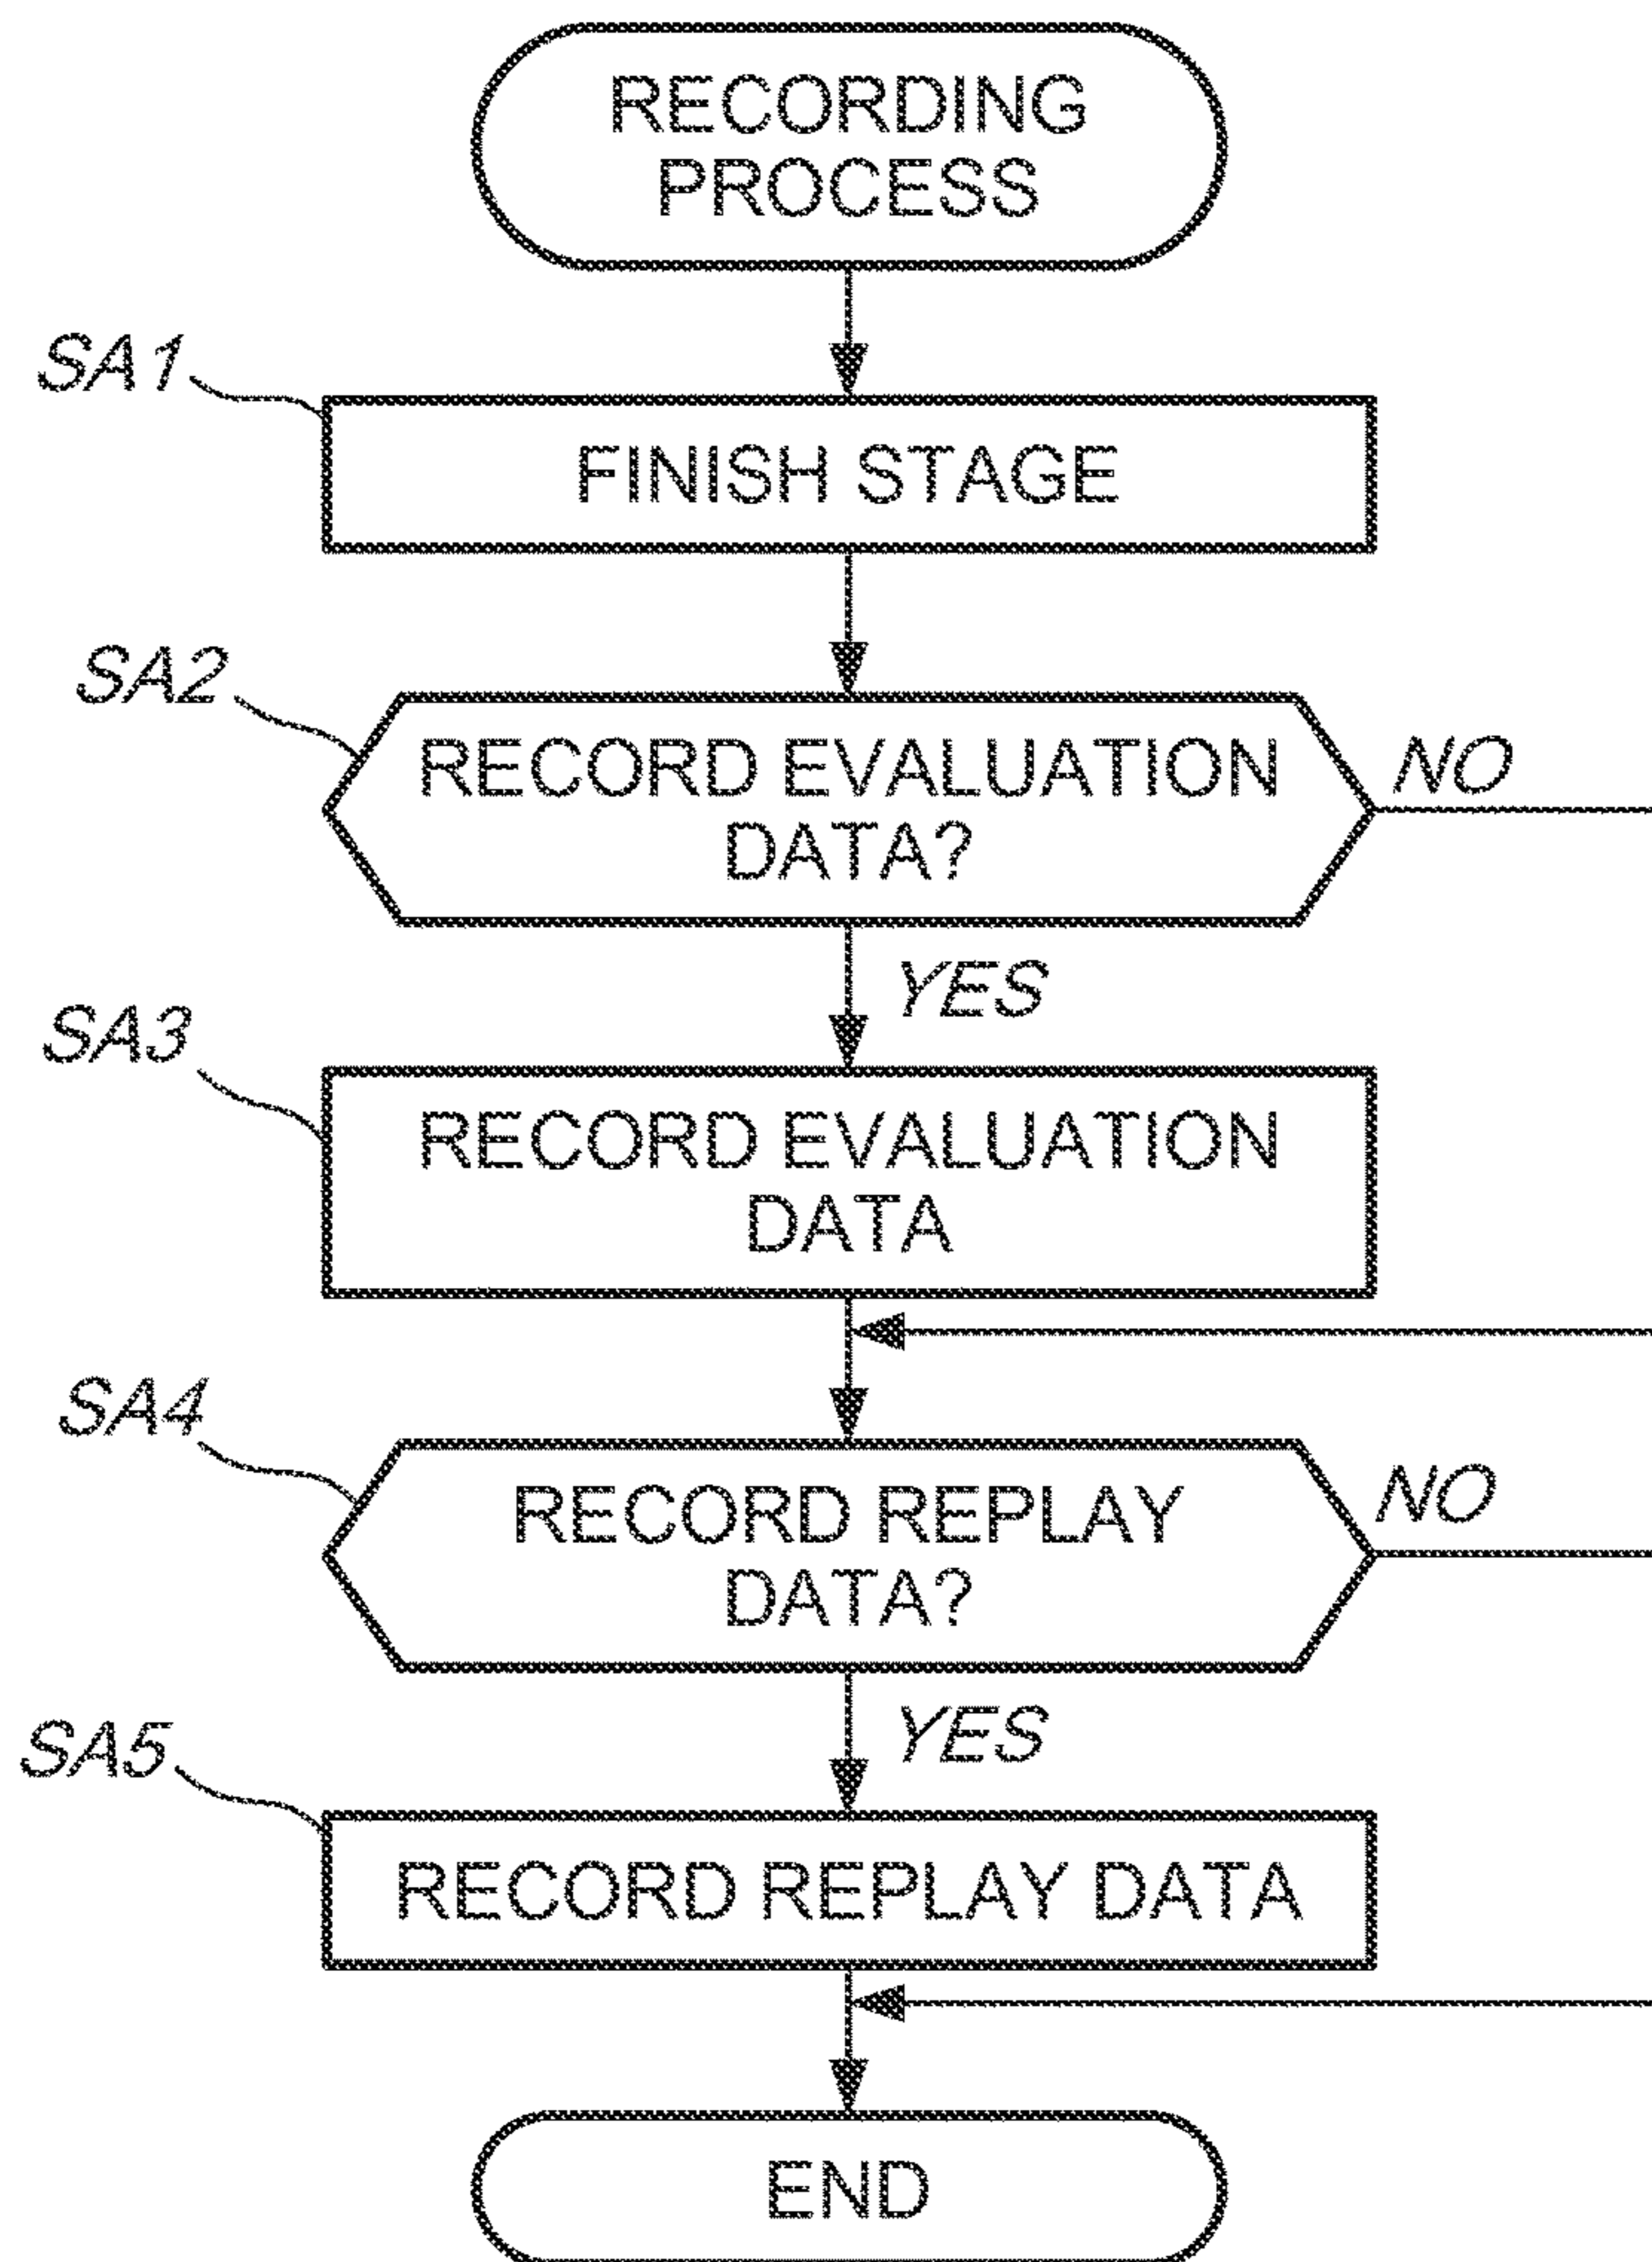 RECORDING
PROCESS
SA1
FINISH STAGE
SA2
RECORD EVALUATION
DATA?
NO
YES
SA3
RECORD EVALUATION
DATA
SA4
RECORD REPLAY
DATA?
NO
YES
SA5
RECORD REPLAY DATA
END